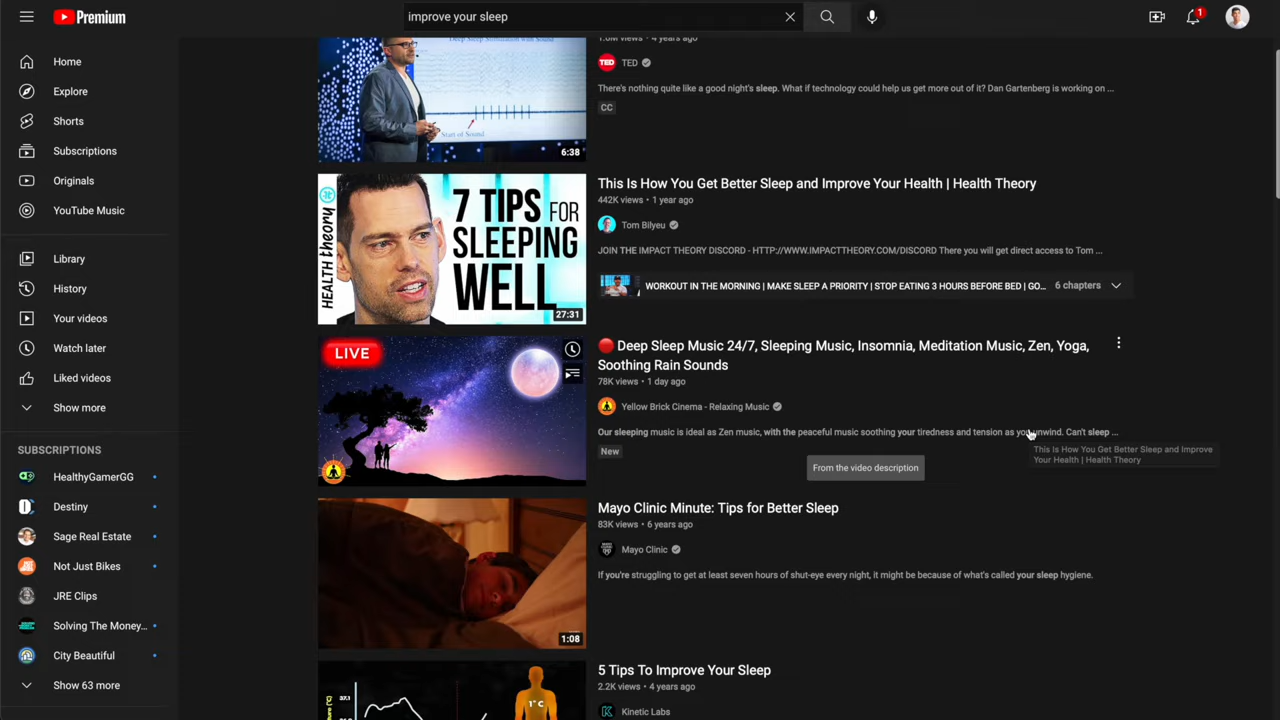 Premium
improve your sleep
1
Home
Explore
Shorts
Subscriptions
Originals
YouTube Music
Library
History
Your videos
Watch later
Liked videos
Show more
SUBSCRIPTIONS
HealthyGamerGG
Destiny
Sage Real Estate
Not Just Bikes
JRE Clips
Solving The Money...
City Beautiful
Show 63 more
Start of Sound
6:38
views • 4 years ago
TED TED
There's nothing quite like a good night's sleep. What if technology could help us get more out of it? Dan Gartenberg is working on ...
CC
HEALTH theory
7 TIPS FOR
SLEEPING
WELL
27:31
This Is How You Get Better Sleep and Improve Your Health | Health Theory
442K views • 1 year ago
Tom Bilyeu
JOIN THE IMPACT THEORY DISCORD - HTTP://WWW.IMPACTTHEORY.COM/DISCORD There you will get direct access to Tom ...
WORKOUT IN THE MORNING | MAKE SLEEP A PRIORITY | STOP EATING 3 HOURS BEFORE BED | GO... 6 chapters
LIVE
🔴 Deep Sleep Music 24/7, Sleeping Music, Insomnia, Meditation Music, Zen, Yoga,
Soothing Rain Sounds
78K views • 1 day ago
Yellow Brick Cinema - Relaxing Music
Our sleeping music is ideal as Zen music, with the peaceful music soothing your tiredness and tension as you unwind. Can't sleep ...
New
This Is How You Get Better Sleep and Improve
Your Health | Health Theory
From the video description
1:08
Mayo Clinic Minute: Tips for Better Sleep
83K views • 6 years ago
Mayo Clinic
If you're struggling to get at least seven hours of shut-eye every night, it might be because of what's called your sleep hygiene.
37.1
1°C
5 Tips To Improve Your Sleep
2.2K views • 4 years ago
Kinetic Labs